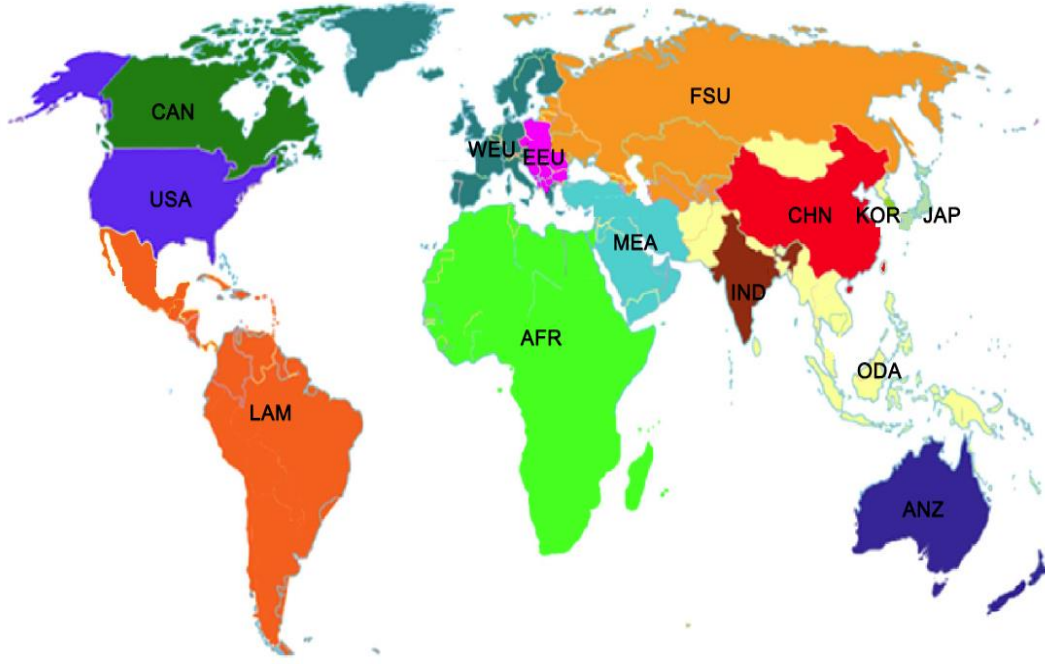 FSU
CAN
WEU
EEU
USA
CHN
KOR
JAP
MEA
IND
AFR
ODA
LAM
ANZ